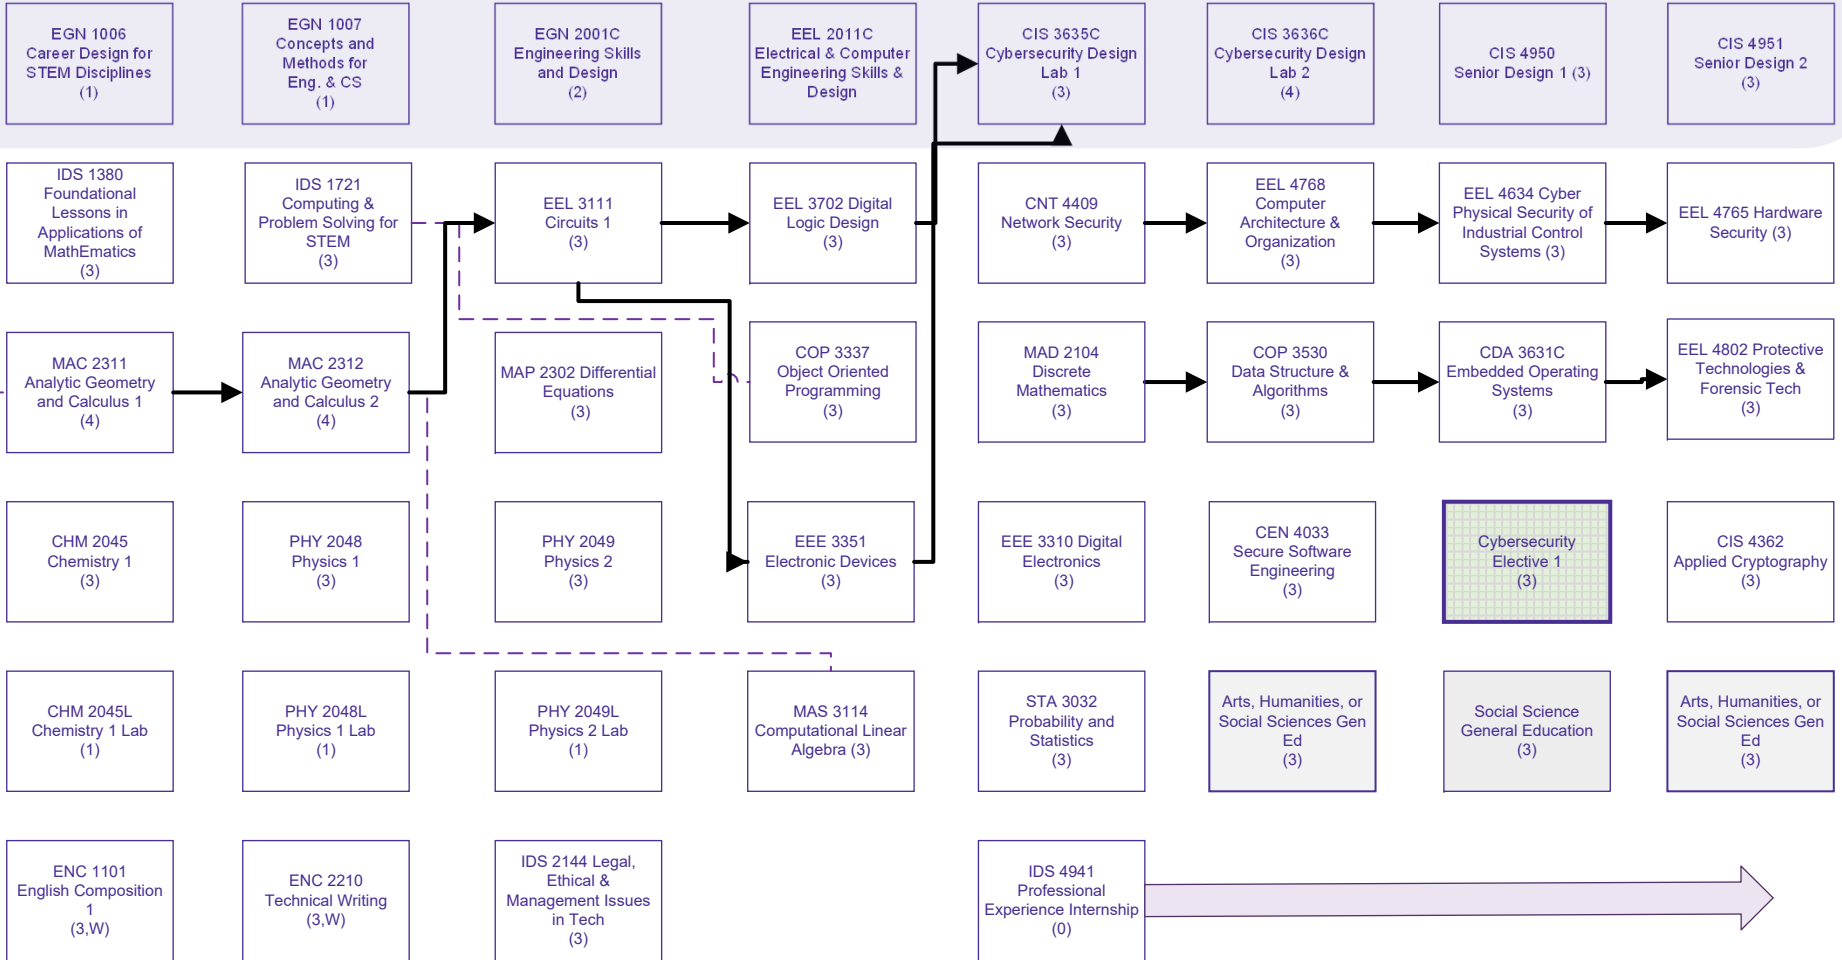 EGN 1006
Career Design for
STEM Disciplines
(1)
EGN 1007
Concepts and
Methods for
Eng. & CS
(1)
EGN 2001C
Engineering Skills
and Design
(2)
EEL 2011C
Electrical & Computer
Engineering Skills &
Design
CIS 3635C
Cybersecurity Design
Lab 1
(3)
CIS 3636C
Cybersecurity Design
Lab 2
(4)
CIS 4950
Senior Design 1 (3)
CIS 4951
Senior Design 2
(3)
IDS 1380
Foundational
Lessons in
Applications of
MathEmatics
(3)
IDS 1721
Computing &
Problem Solving for
STEM
(3)
EEL 3111
Circuits 1
(3)
EEL 3702 Digital
Logic Design
(3)
CNT 4409
Network Security
(3)
EEL 4768
Computer
Architecture &
Organization
(3)
EEL 4634 Cyber
Physical Security of
Industrial Control
Systems (3)
EEL 4765 Hardware
Security (3)
MAC 2311
Analytic Geometry
and Calculus 1
(4)
MAC 2312
Analytic Geometry
and Calculus 2
(4)
MAP 2302 Differential
Equations
(3)
COP 3337
Object Oriented
Programming
(3)
MAD 2104
Discrete
Mathematics
(3)
COP 3530
Data Structure &
Algorithms
(3)
CDA 3631C
Embedded Operating
Systems
(3)
EEL 4802 Protective
Technologies &
Forensic Tech
(3)
CHM 2045
Chemistry 1
(3)
PHY 2048
Physics 1
(3)
PHY 2049
Physics 2
(3)
EEE 3351
Electronic Devices
(3)
EEE 3310 Digital
Electronics
(3)
CEN 4033
Secure Software
Engineering
(3)
Cybersecurity
Elective 1
(3)
CIS 4362
Applied Cryptography
(3)
CHM 2045L
Chemistry 1 Lab
(1)
PHY 2048L
Physics 1 Lab
(1)
PHY 2049L
Physics 2 Lab
(1)
MAS 3114
Computational Linear
Algebra (3)
STA 3032
Probability and
Statistics
(3)
Arts, Humanities, or
Social Sciences Gen
Ed
(3)
Social Science
General Education
(3)
Arts, Humanities, or
Social Sciences Gen
Ed
(3)
ENC 1101
English Composition
1
(3,W)
ENC 2210
Technical Writing
(3,W)
IDS 2144 Legal,
Ethical &
Management Issues
in Tech
(3)
IDS 4941
Professional
Experience Internship
(0)